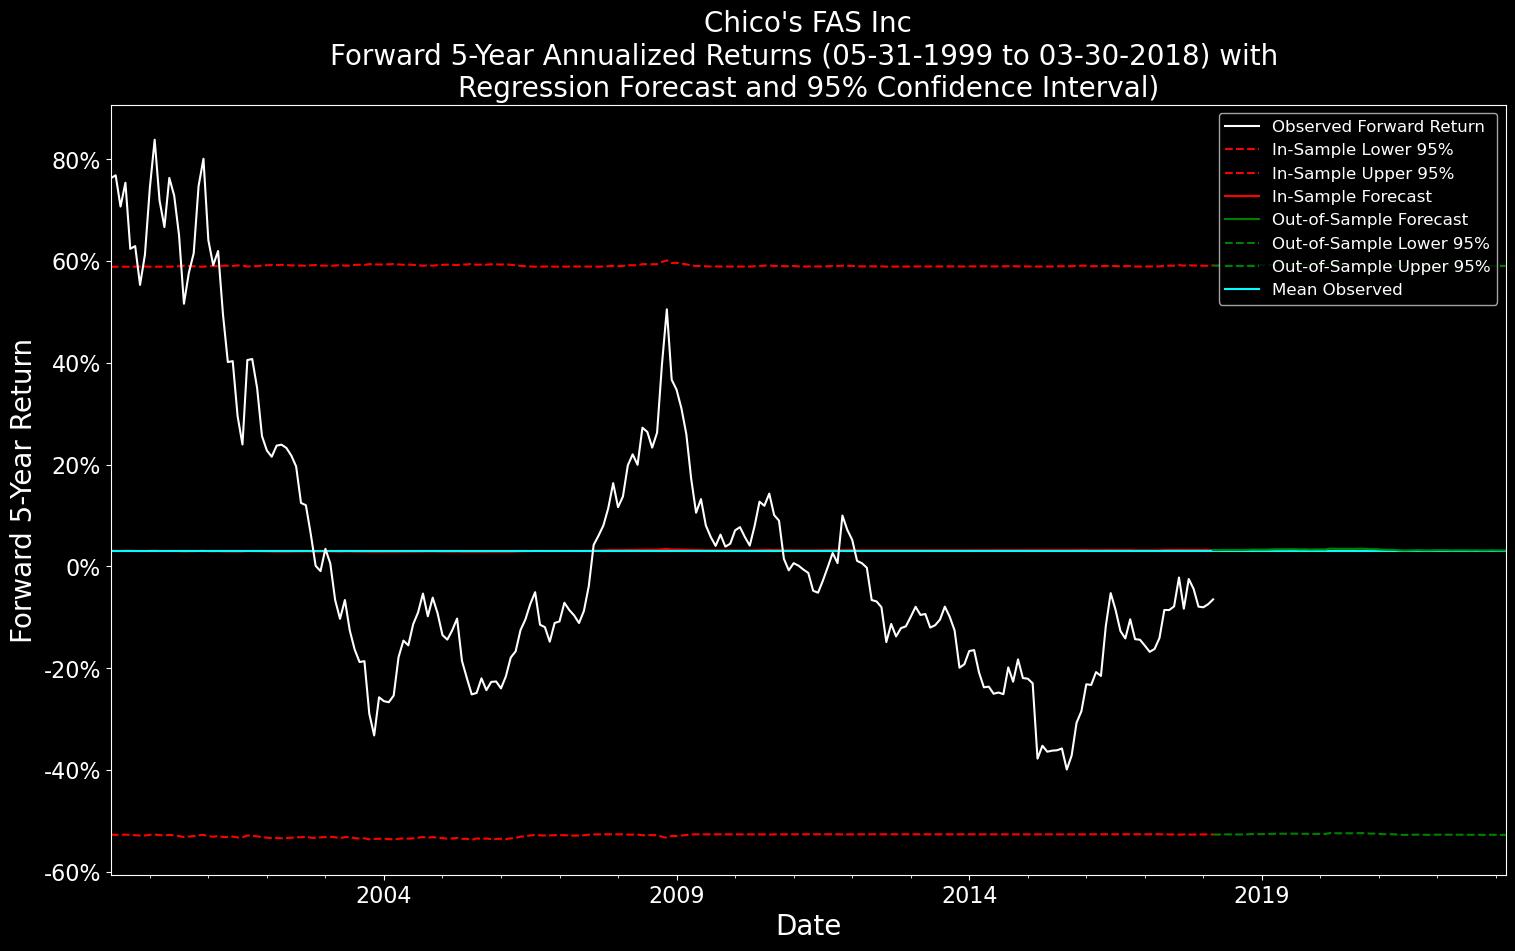 Chico's FAS Inc
Forward 5-Year Annualized Returns (05-31-1999 to 03-30-2018) with
Regression Forecast and 95% Confidence Interval)
Observed Forward Return
In-Sample Lower 95%
In-Sample Upper 95%
In-Sample Forecast
Out-of-Sample Forecast
Out-of-Sample Lower 95%
Out-of-Sample Upper 95%
Mean Observed
Forward 5-Year Return
80%
60%
40%
20%
0%
-20%
-40%
-60%
2004
2009
2014
2019
Date